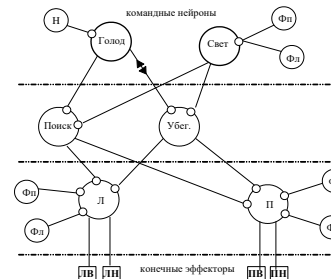 командные нейроны
Н
Голод
Свет
Фп
Фл
Поиск
Убег.
Фп
Л
П
Фл
ЛВ ЛН конечные эффекторы ПВ ПН